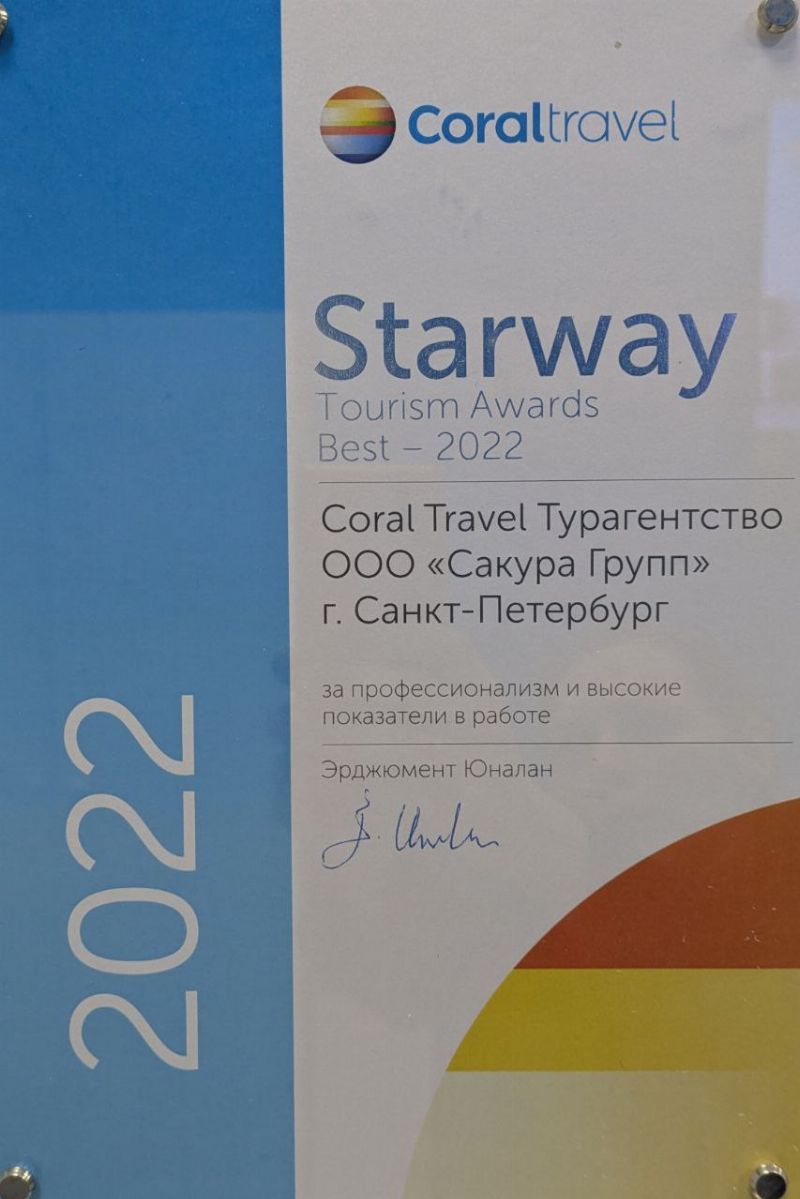 Coraltravel
Starway
Tourism Awards
Best – 2022
Coral Travel Турагентство
ООО «Сакура Групп»
г. Санкт-Петербург
за профессионализм и высокие
показатели в работе
Эрджюмент Юналан
2022